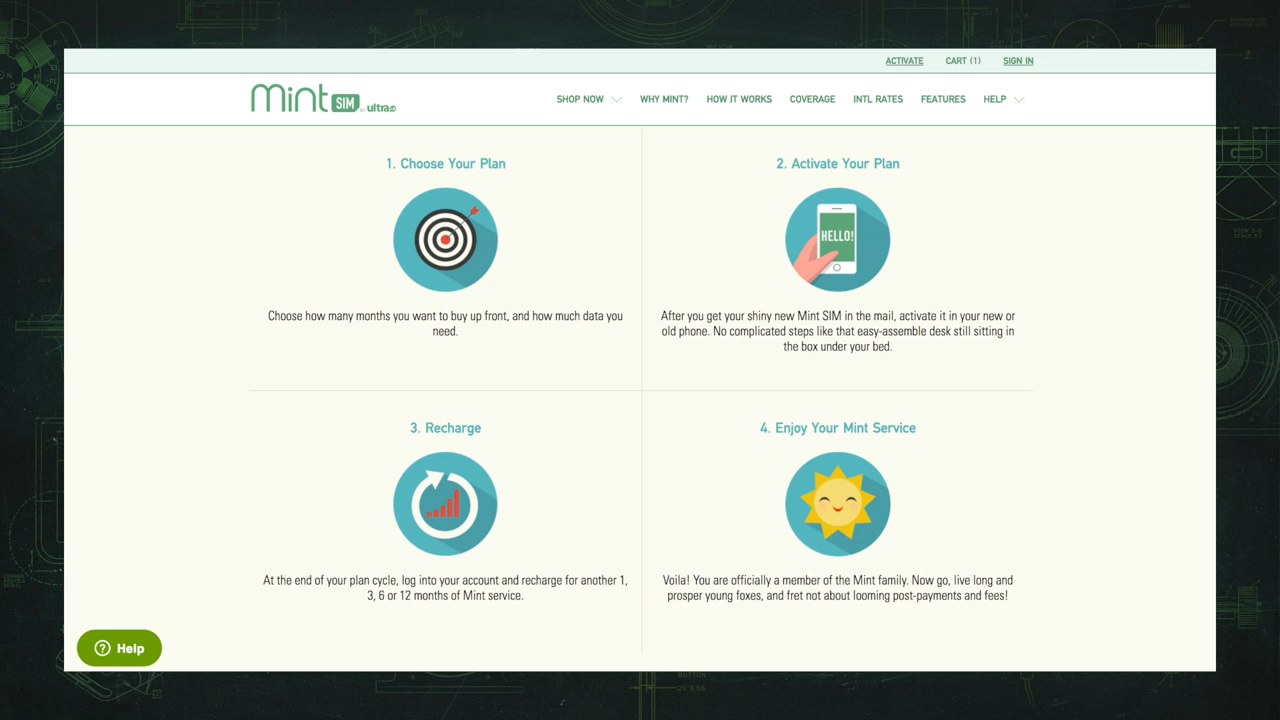 ACTIVATE CART (1) SIGN IN
Mint SIM BY ultra
SHOP NOW WHY MINT? HOW IT WORKS COVERAGE INTL RATES FEATURES HELP
1. Choose Your Plan
Choose how many months you want to buy up front, and how much data you
need.
2. Activate Your Plan
HELLO!
After you get your shiny new Mint SIM in the mail, activate it in your new or
old phone. No complicated steps like that easy-assemble desk still sitting in
the box under your bed.
3. Recharge
At the end of your plan cycle, log into your account and recharge for another 1,
3, 6 or 12 months of Mint service.
4. Enjoy Your Mint Service
Voila! You are officially a member of the Mint family. Now go, live long and
prosper young foxes, and fret not about looming post-payments and fees!
? Help
BUTTON